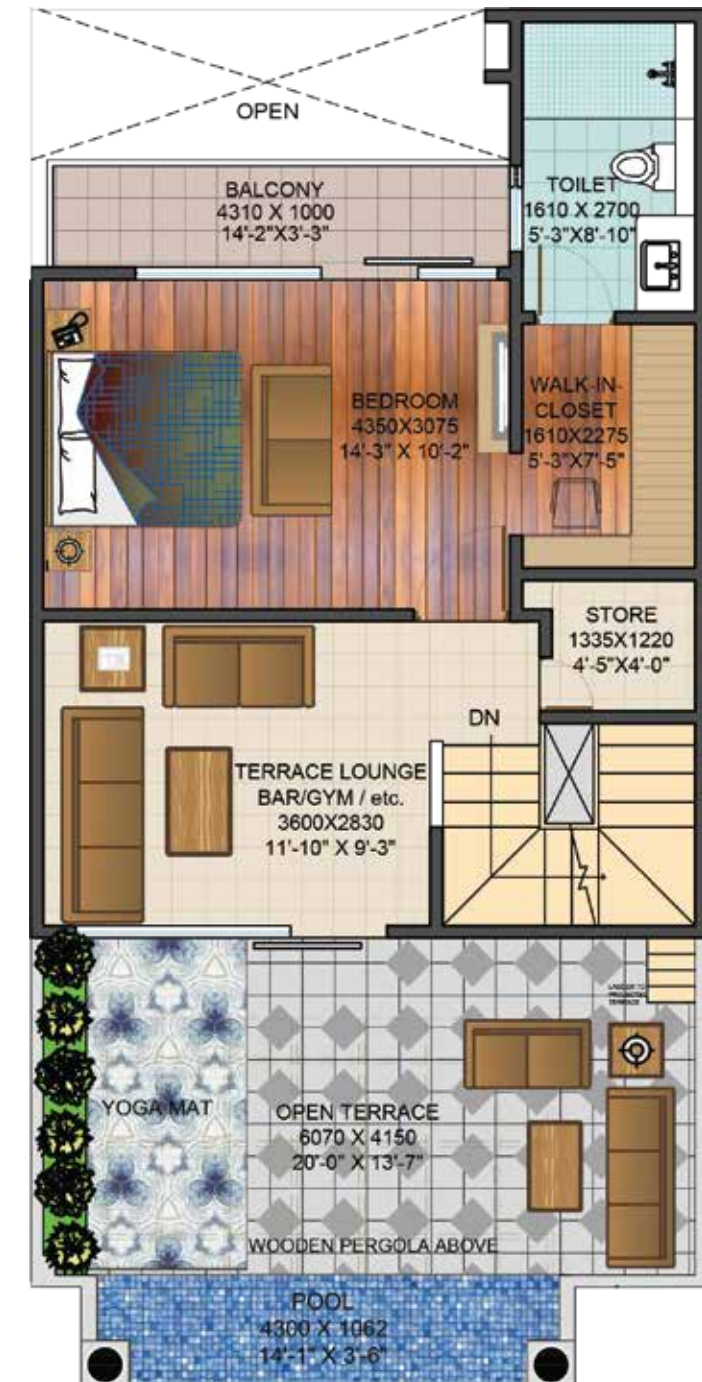 OPEN
BALCONY
4310 X 1000
14'-2"X3'-3"
TOILET
1610 X 2700
5'-3"X8'-10"
BEDROOM
4350X3075
14'-3" X 10'-2"
WALK-IN-
CLOSET
1610X2275
5'-3"X7'-5"
STORE
1335X1220
4'-5"X4'-0"
DN
TERRACE LOUNGE
BAR/GYM / etc.
3600X2830
11'-10" X 9'-3"
YOGA MAT
OPEN TERRACE
6070 X 4150
20'-0" X 13'-7"
WOODEN PERGOLA ABOVE
POOL
4300 X 1062
14'-1" X 3'-6"